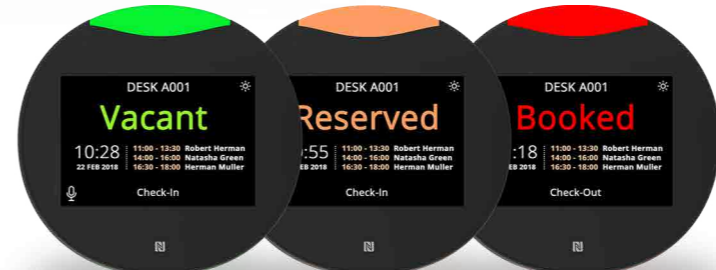 DESK A001
Vacant
10:28
22 FEB 2018
11:00 - 13:30 Robert Herman
14:00 - 16:00 Natasha Green
16:30 - 18:00 Herman Muller
Check-In
DESK A001
Reserved
:55
FEB 2018
11:00 - 13:30 Robert Herman
14:00 - 16:00 Natasha Green
16:30 - 18:00 Herman Muller
Check-In
DESK A001
Booked
:18
FEB 2018
11:00 - 13:30 Robert Herman
14:00 - 16:00 Natasha Green
16:30 - 18:00 Herman Muller
Check-Out